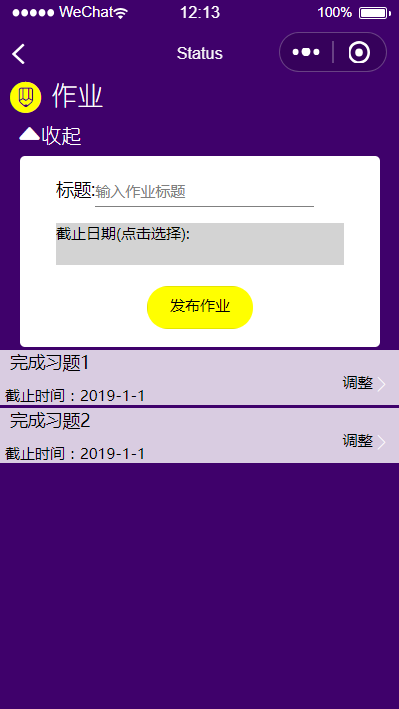 WeChat 12:13 100%
Status
作业
收起
标题:输入作业标题
截止日期(点击选择):
发布作业
完成习题1
调整
截止时间：2019-1-1
完成习题2
调整
截止时间：2019-1-1